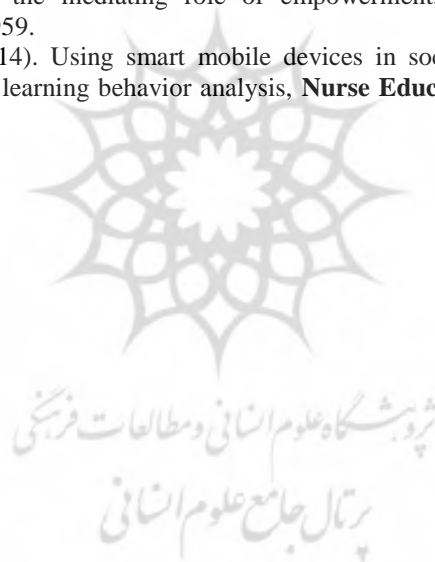 the mediating role of empowerment
959.
14). Using smart mobile devices in soc
learning behavior analysis, Nurse Educ
پژوهشگاه علوم انسانی و مطالعات فرهنگی
پرتال جامع علوم انسانی